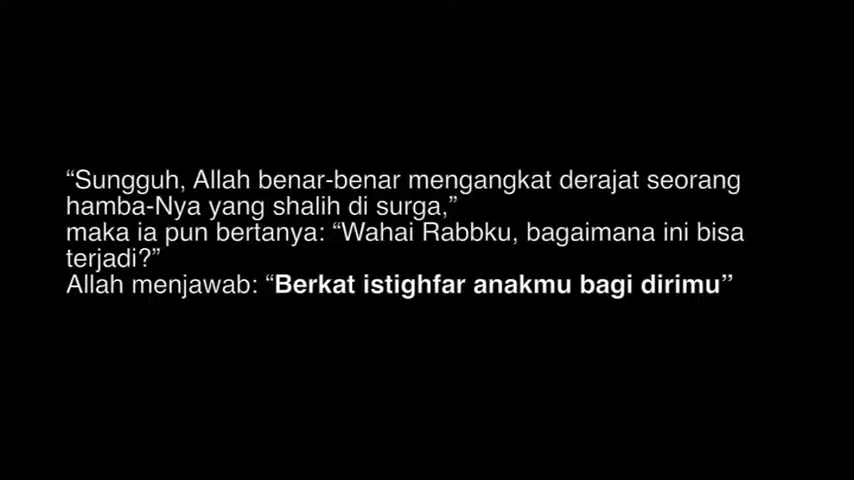 “Sungguh, Allah benar-benar mengangkat derajat seorang
hamba-Nya yang shalih di surga,”
maka ia pun bertanya: “Wahai Rabbku, bagaimana ini bisa
terjadi?”
Allah menjawab: “Berkat istighfar anakmu bagi dirimu”